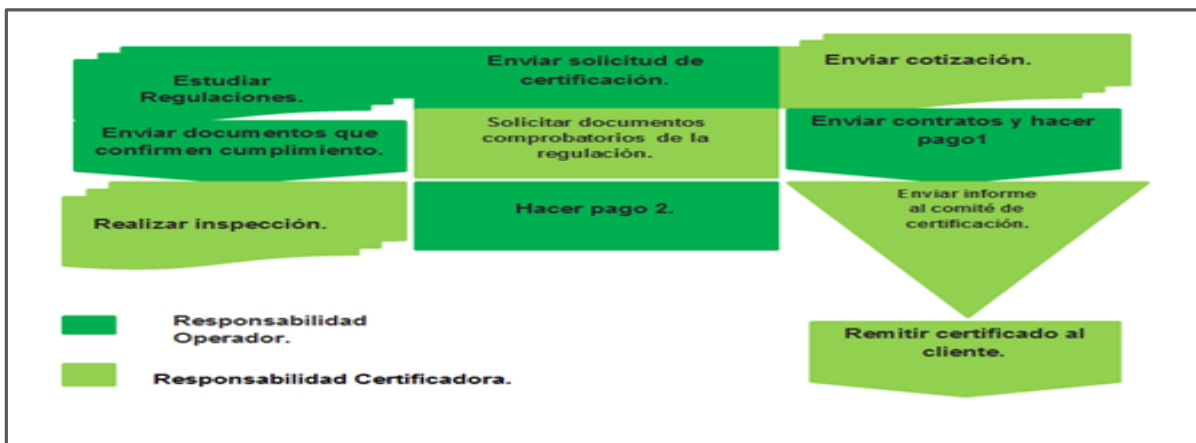 Estudiar
Regulaciones.
Enviar solicitud de
certificación.
Enviar cotización.
Enviar documentos que
confirmen cumplimiento.
Solicitar documentos
comprobatorios de la
regulación.
Enviar contratos y hacer
pago1
Realizar inspección.
Hacer pago 2.
Enviar informe
al comité de
certificación.
Remitir certificado al
cliente.
Responsabilidad
Operador.
Responsabilidad Certificadora.